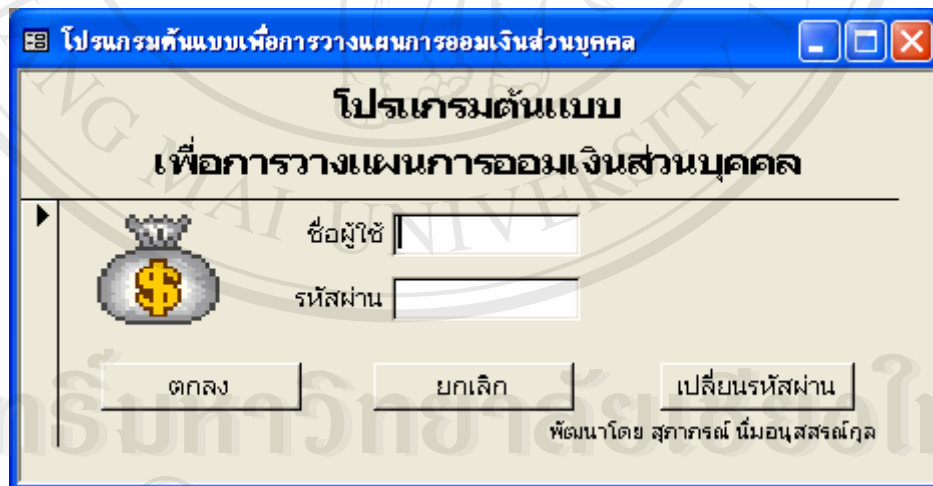 โปรแกรมต้นแบบเพื่อการวางแผนการออมเงินส่วนบุคคล
โปรแกรมต้นแบบ
เพื่อการวางแผนการออมเงินส่วนบุคคล
ชื่อผู้ใช้
รหัสผ่าน
$
ตกลง
ยกเลิก
เปลี่ยนรหัสผ่าน
พัฒนาโดย สุภาภรณ์ นิ่มอนุสสรณ์กุล
MAI UNIVERSITY